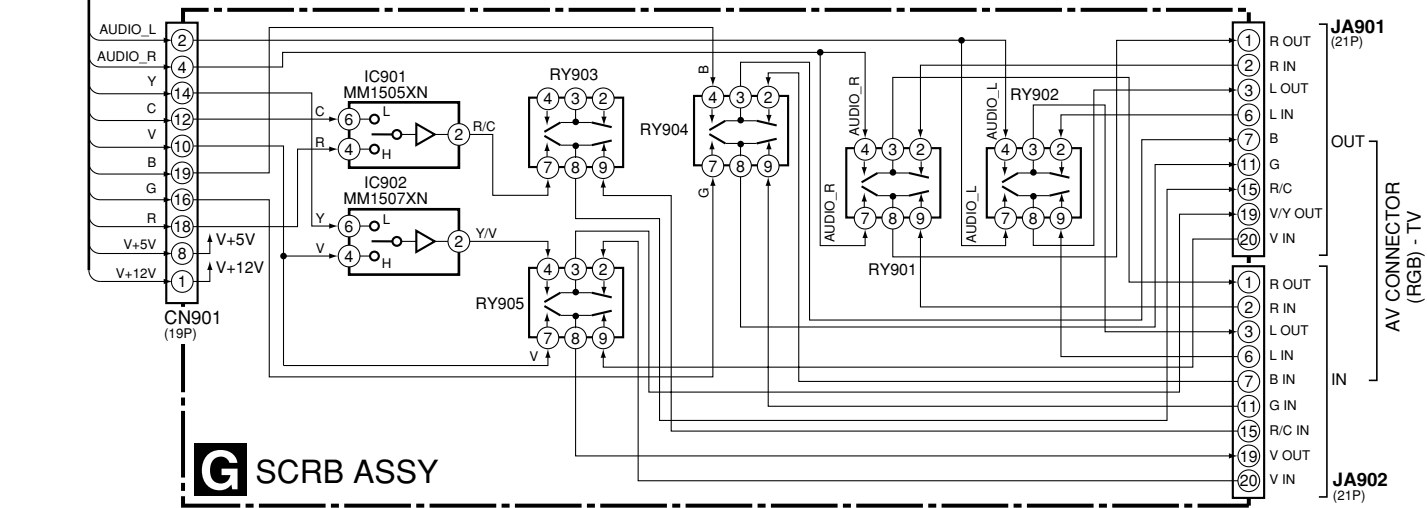 AUDIO_L
AUDIO_R
Y
C
V
B
G
R
V+5V
V+12V
2
4
14
12
10
19
16
18
8
1
V+5V
V+12V
CN901
(19P)
IC901
MM1505XN
C
R
6
4
L
H
2
R/C
IC902
MM1507XN
Y
V
6
4
L
H
2
Y/V
RY903
4 3 2
7 8 9
RY905
4 3 2
7 8 9
V
RY904
B
4 3 2
7 8 9
G
AUDIO_R
AUDIO_R
4 3 2
7 8 9
RY901
AUDIO_L
AUDIO_L
RY902
4 3 2
7 8 9
JA901
(21P)
1 R OUT
2 R IN
3 L OUT
6 L IN
7 B
11 G
15 R/C
19 V/Y OUT
20 V IN
OUT
1 R OUT
2 R IN
3 L OUT
6 L IN
7 B IN
11 G IN
15 R/C IN
19 V OUT
20 V IN
IN
JA902
(21P)
AV CONNECTOR
(RGB) - TV
G SCRB ASSY